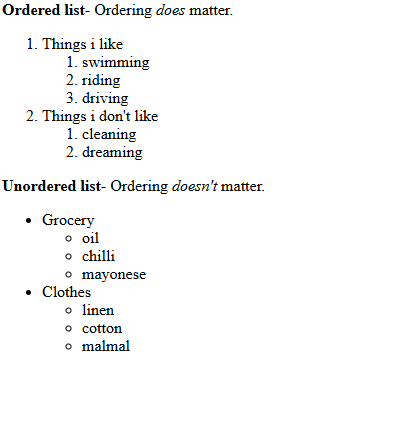 Ordered list- Ordering does matter.
1. Things i like
1. swimming
2. riding
3. driving
2. Things i don't like
1. cleaning
2. dreaming
Unordered list- Ordering doesn't matter.
• Grocery
○ oil
○ chilli
○ mayonese
• Clothes
○ linen
○ cotton
○ malmal